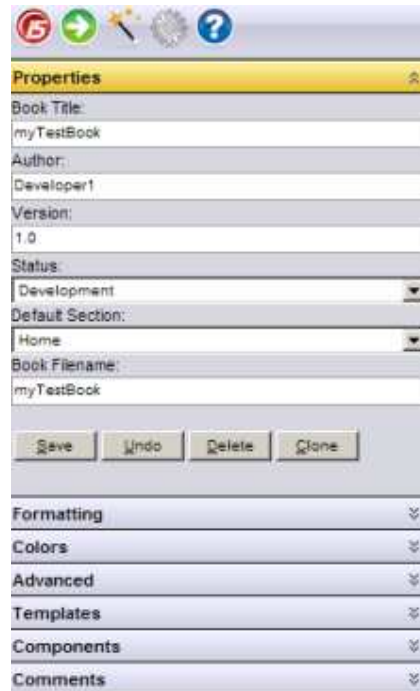 Properties
Book Title:
myTestBook
Author:
Developer1
Version:
1.0
Status:
Development
Default Section:
Home
Book Filename:
myTestBook
Save Undo Delete Clone
Formatting
Colors
Advanced
Templates
Components
Comments